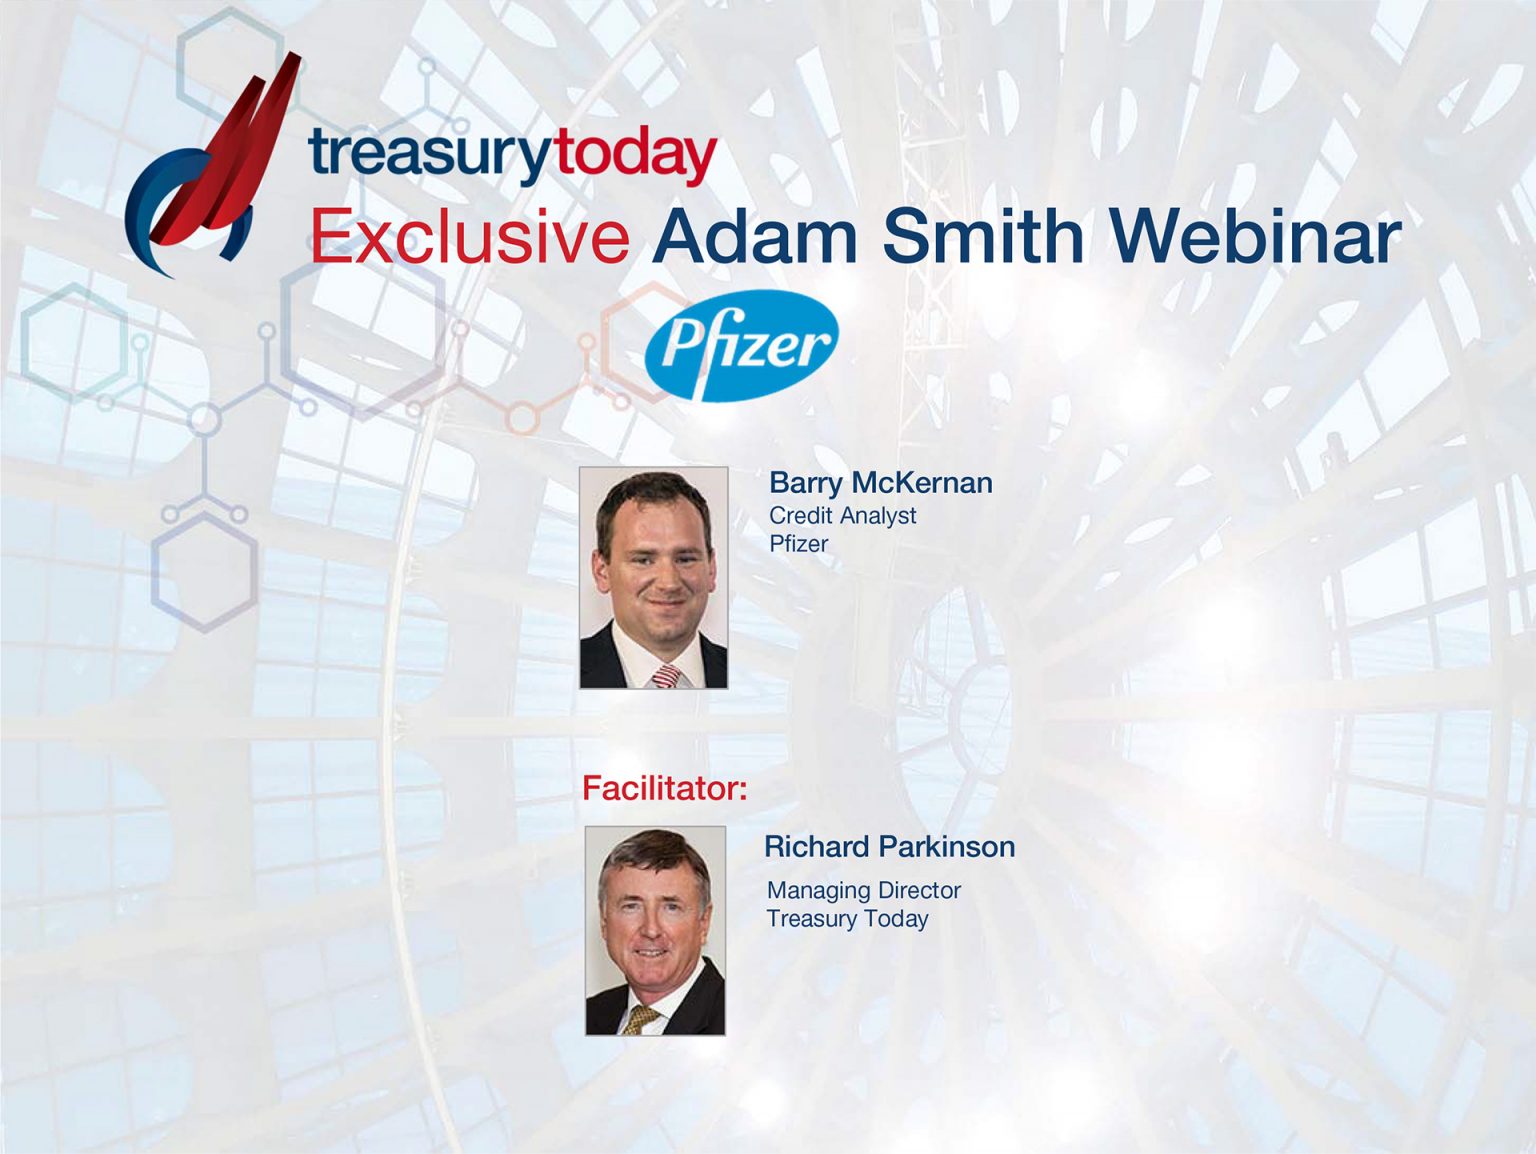 treasurytoday
Exclusive Adam Smith Webinar
Pfizer
Barry McKernan
Credit Analyst
Pfizer
Facilitator:
Richard Parkinson
Managing Director
Treasury Today